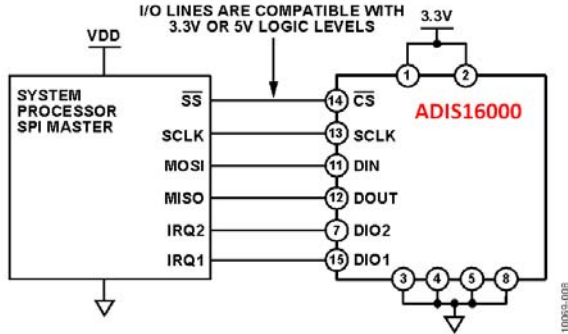 I/O LINES ARE COMPATIBLE WITH
3.3V OR 5V LOGIC LEVELS
VDD
3.3V
SYSTEM
PROCESSOR
SPI MASTER
ADIS16000
1
2
SS 14 CS
SCLK 13 SCLK
MOSI 11 DIN
MISO 12 DOUT
IRQ2 7 DIO2
IRQ1 15 DIO1
3 4 5 8
10069-008